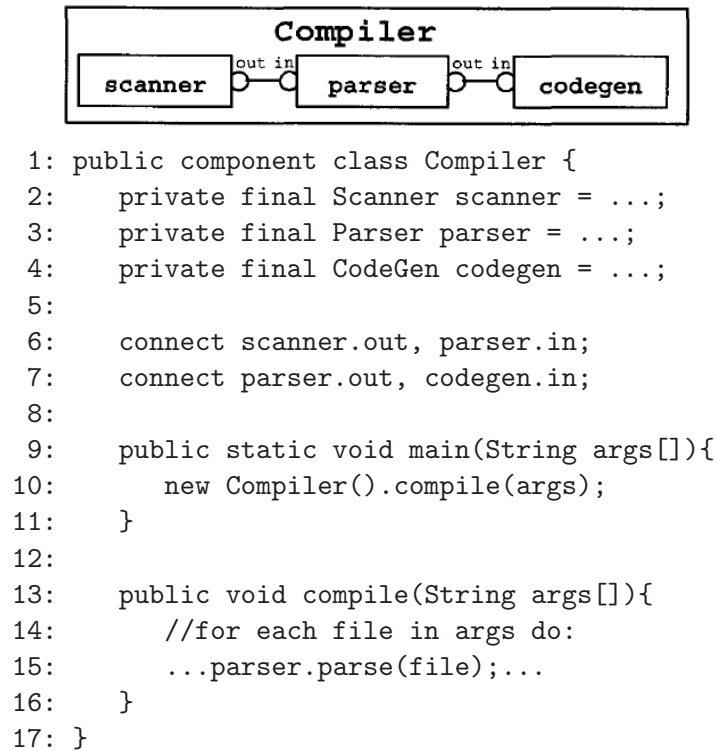 Compiler
out in out in
scanner parser codegen
1: public component class Compiler {
2:    private final Scanner scanner = ...;
3:    private final Parser parser = ...;
4:    private final CodeGen codegen = ...;
5:
6:    connect scanner.out, parser.in;
7:    connect parser.out, codegen.in;
8:
9:    public static void main(String args[]){
10:       new Compiler().compile(args);
11:    }
12:
13:    public void compile(String args[]){
14:       //for each file in args do:
15:       ...parser.parse(file);...
16:    }
17: }